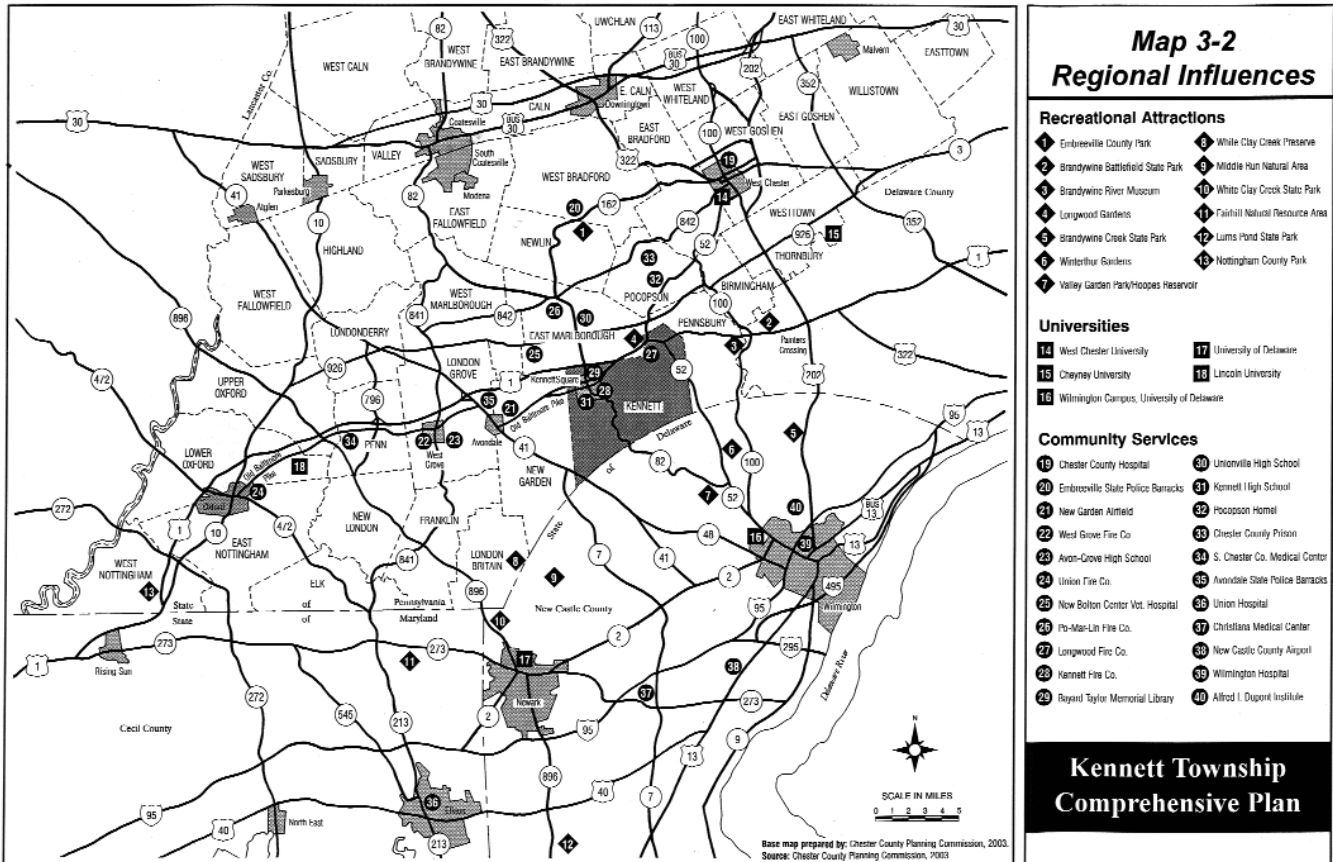 Map 3-2
Regional Influences
Recreational Attractions
1 Embreeville County Park
2 Brandywine Battlefield State Park
3 Brandywine River Museum
4 Longwood Gardens
5 Brandywine Creek State Park
6 Winterthur Gardens
7 Valley Garden Park/Hoopes Reservoir
8 White Clay Creek Preserve
9 Middle Run Natural Area
10 White Clay Creek State Park
11 Fairhill Natural Resource Area
12 Lums Pond State Park
13 Nottingham County Park
Universities
14 West Chester University
15 Cheyney University
16 Wilmington Campus, University of Delaware
17 University of Delaware
18 Lincoln University
Community Services
19 Chester County Hospital
20 Embreeville State Police Barracks
21 New Garden Airfield
22 West Grove Fire Co
23 Avon-Grove High School
24 Union Fire Co.
25 New Bolton Center Vet. Hospital
26 Po-Mar-Lin Fire Co.
27 Longwood Fire Co.
28 Kennett Fire Co.
29 Bayard Taylor Memorial Library
30 Unionville High School
31 Kennett High School
32 Pocopson Home
33 Chester County Prison
34 S. Chester Co. Medical Center
35 Avondale State Police Barracks
36 Union Hospital
37 Christiana Medical Center
38 New Castle County Airport
39 Wilmington Hospital
40 Alfred I. Dupont Institute
Kennett Township
Comprehensive Plan
UWCHLAN
EAST WHITELAND
Malvern
EASTTOWN
WEST CALN
WEST
BRANDYWINE
EAST BRANDYWINE
Lancaster Co.
E. CALN
Downingtown
WEST
WHITELAND
WILLISTOWN
CALN
Coatesville
EAST
BRADFORD
WEST GOSHEN
EAST GOSHEN
WEST
SADSBURY
SADSBURY
VALLEY
South
Coatesville
WEST BRADFORD
Parkesburg
Modena
West Chester
Delaware County
Atglen
EAST
FALLOWFIELD
WESTTOWN
NEWLIN
THORNBURY
HIGHLAND
BIRMINGHAM
POCOPSON
WEST
FALLOWFIELD
WEST
MARLBOROUGH
PENNSBURY
LONDONDERRY
EAST MARLBOROUGH
Painters
Crossing
LONDON
GROVE
Kennett Square
KENNETT
UPPER
OXFORD
Old Baltimore Pike
Avondale
Delaware
LOWER
OXFORD
PENN
West
Grove
Old Baltimore Pike
Oxford
NEW
GARDEN
of
NEW
LONDON
FRANKLIN
State
EAST
NOTTINGHAM
LONDON
BRITAIN
WEST
NOTTINGHAM
ELK
Wilmington
State
State
of
of
Pennsylvania
Maryland
New Castle County
Rising Sun
Newark
Delaware River
Cecil County
North East
Elkton
N
SCALE IN MILES
0 1 2 3 4 5
Base map prepared by: Chester County Planning Commission, 2003.
Source: Chester County Planning Commission, 2003